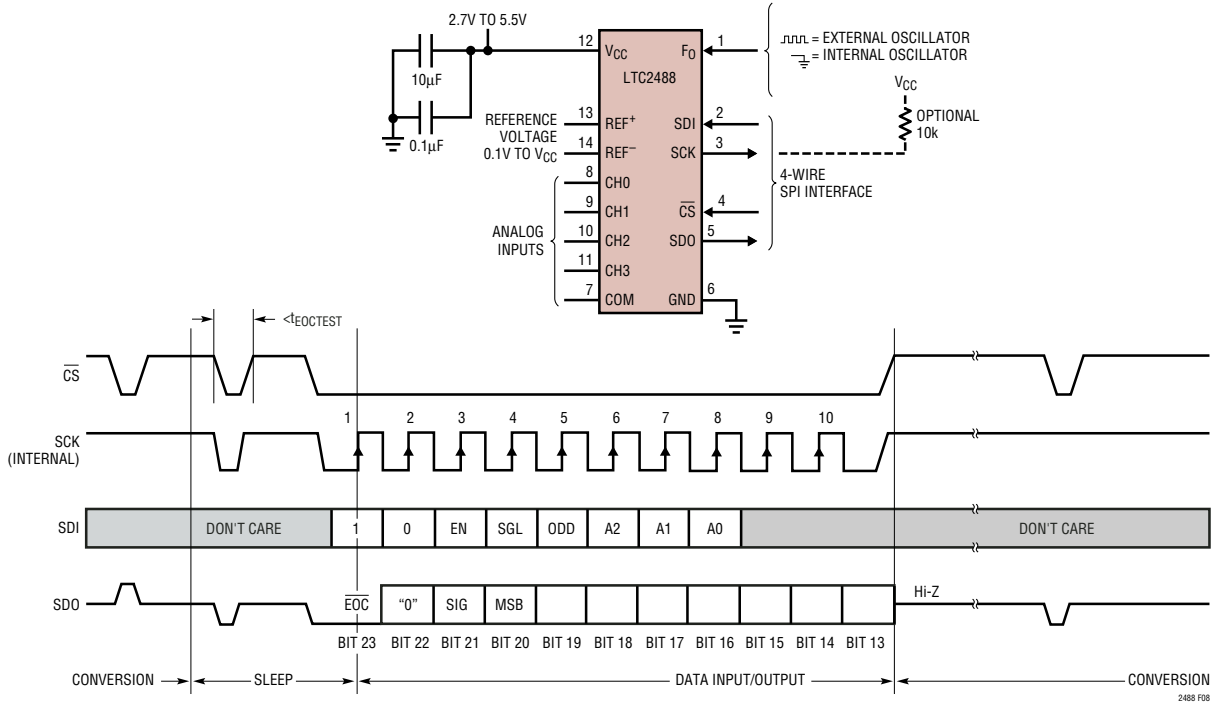 2.7V TO 5.5V
12
VCC
FO
1
= EXTERNAL OSCILLATOR
= INTERNAL OSCILLATOR
LTC2488
10µF
0.1µF
VCC
OPTIONAL
10k
REFERENCE
VOLTAGE
0.1V TO VCC
13
REF+
14
REF–
SDI
2
SCK
3
4-WIRE
SPI INTERFACE
ANALOG
INPUTS
8
CH0
9
CH1
10
CH2
11
CH3
7
COM
CS
4
SDO
5
GND
6
<tEOCTEST
CS
SCK
(INTERNAL)
1 2 3 4 5 6 7 8 9 10
SDI
DON'T CARE 1 0 EN SGL ODD A2 A1 A0 DON'T CARE
SDO
EOC "0" SIG MSB Hi-Z
BIT 23 BIT 22 BIT 21 BIT 20 BIT 19 BIT 18 BIT 17 BIT 16 BIT 15 BIT 14 BIT 13
CONVERSION SLEEP DATA INPUT/OUTPUT CONVERSION
2488 F08